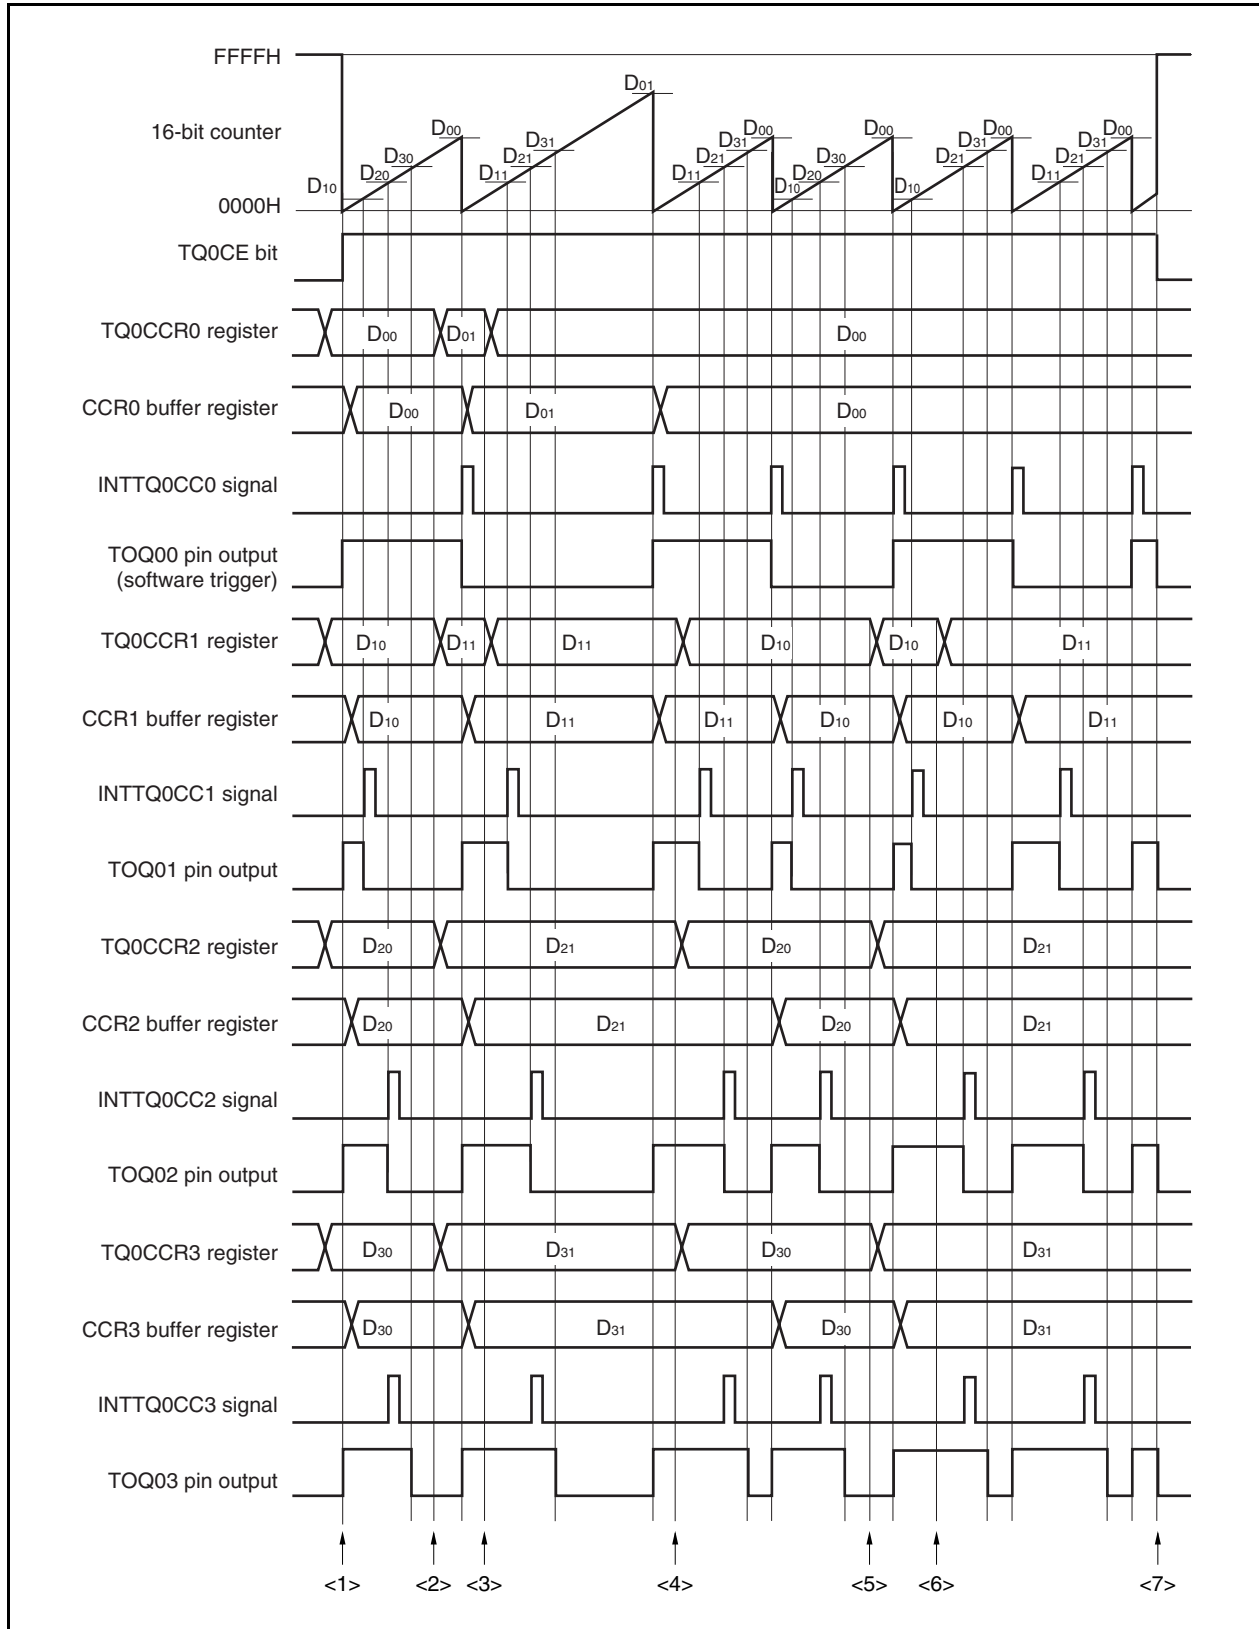 FFFFH
D01
16-bit counter
D00 D00 D00 D00 D00
D30 D31 D31 D30 D31 D31
D20 D21 D21 D20 D21 D21
D10 D11 D11 D10 D10 D11
0000H
TQ0CE bit
TQ0CCR0 register D00 D01 D00
CCR0 buffer register D00 D01 D00
INTTQ0CC0 signal
TOQ00 pin output
(software trigger)
TQ0CCR1 register D10 D11 D11 D10 D10 D11
CCR1 buffer register D10 D11 D11 D10 D10 D11
INTTQ0CC1 signal
TOQ01 pin output
TQ0CCR2 register D20 D21 D20 D21
CCR2 buffer register D20 D21 D20 D21
INTTQ0CC2 signal
TOQ02 pin output
TQ0CCR3 register D30 D31 D30 D31
CCR3 buffer register D30 D31 D30 D31
INTTQ0CC3 signal
TOQ03 pin output
<1> <2> <3> <4> <5> <6> <7>